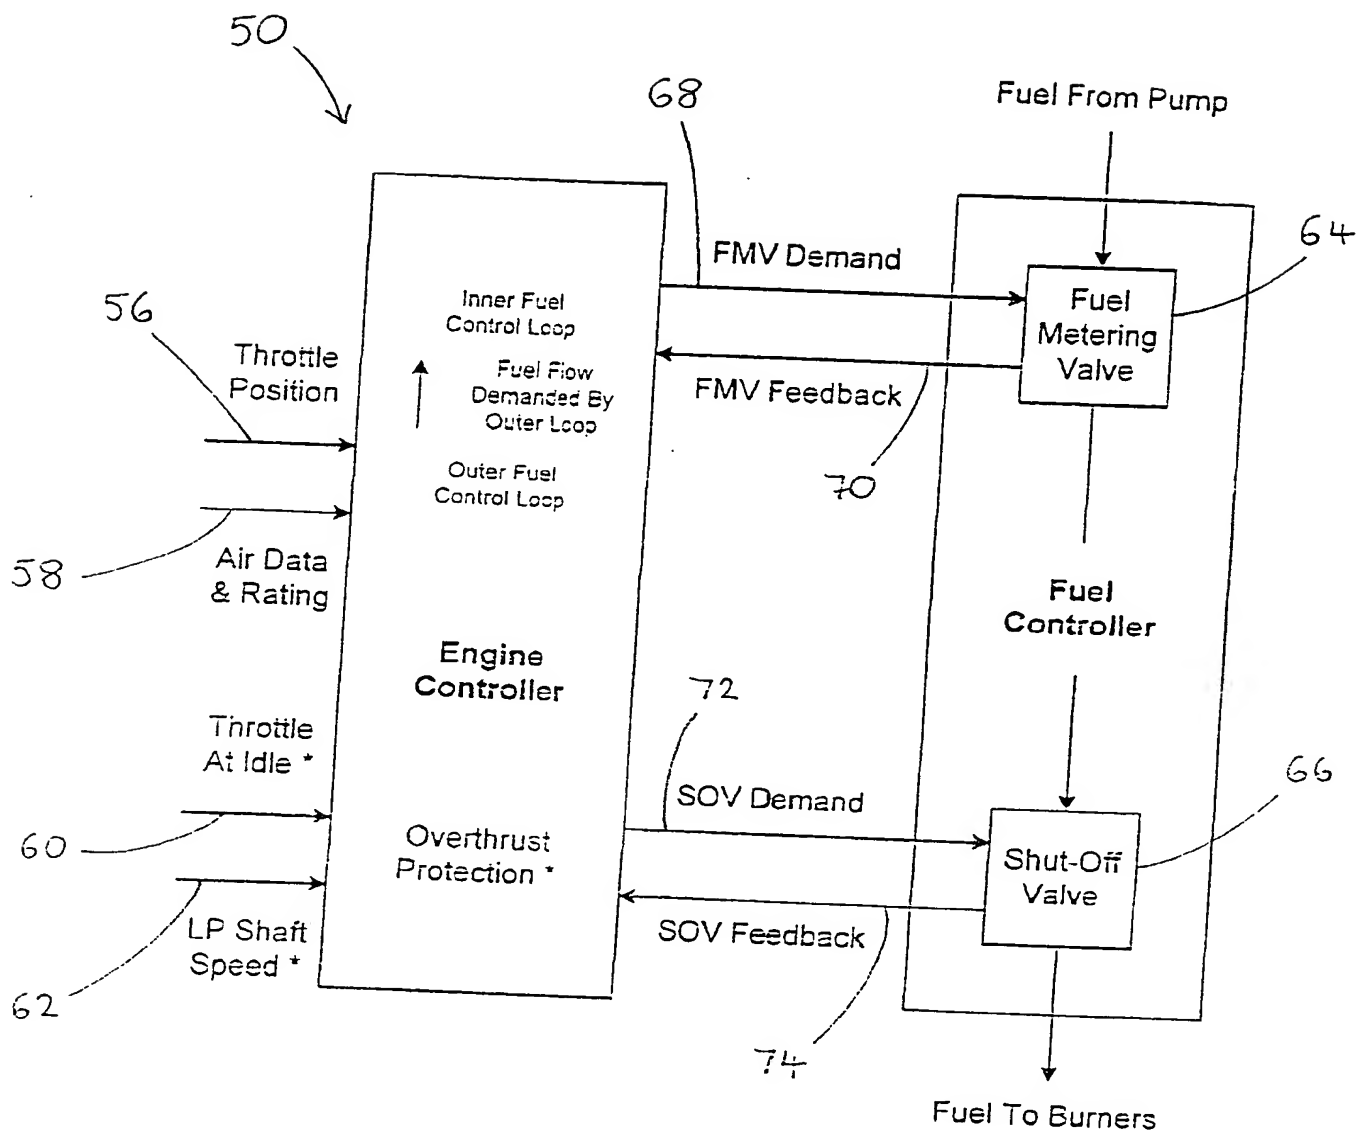 50
68
Fuel From Pump
64
FMV Demand
Fuel
Metering
Valve
Inner Fuel
Control Loop
56
Throttle
Position
Fuel Flow
Demanded By
Outer Loop
FMV Feedback
70
Outer Fuel
Control Loop
58
Air Data
& Rating
Fuel
Controller
Engine
Controller
72
Throttle
At Idle *
66
SOV Demand
60
Overthrust
Protection *
Shut-Off
Valve
LP Shaft
Speed *
SOV Feedback
62
74
Fuel To Burners